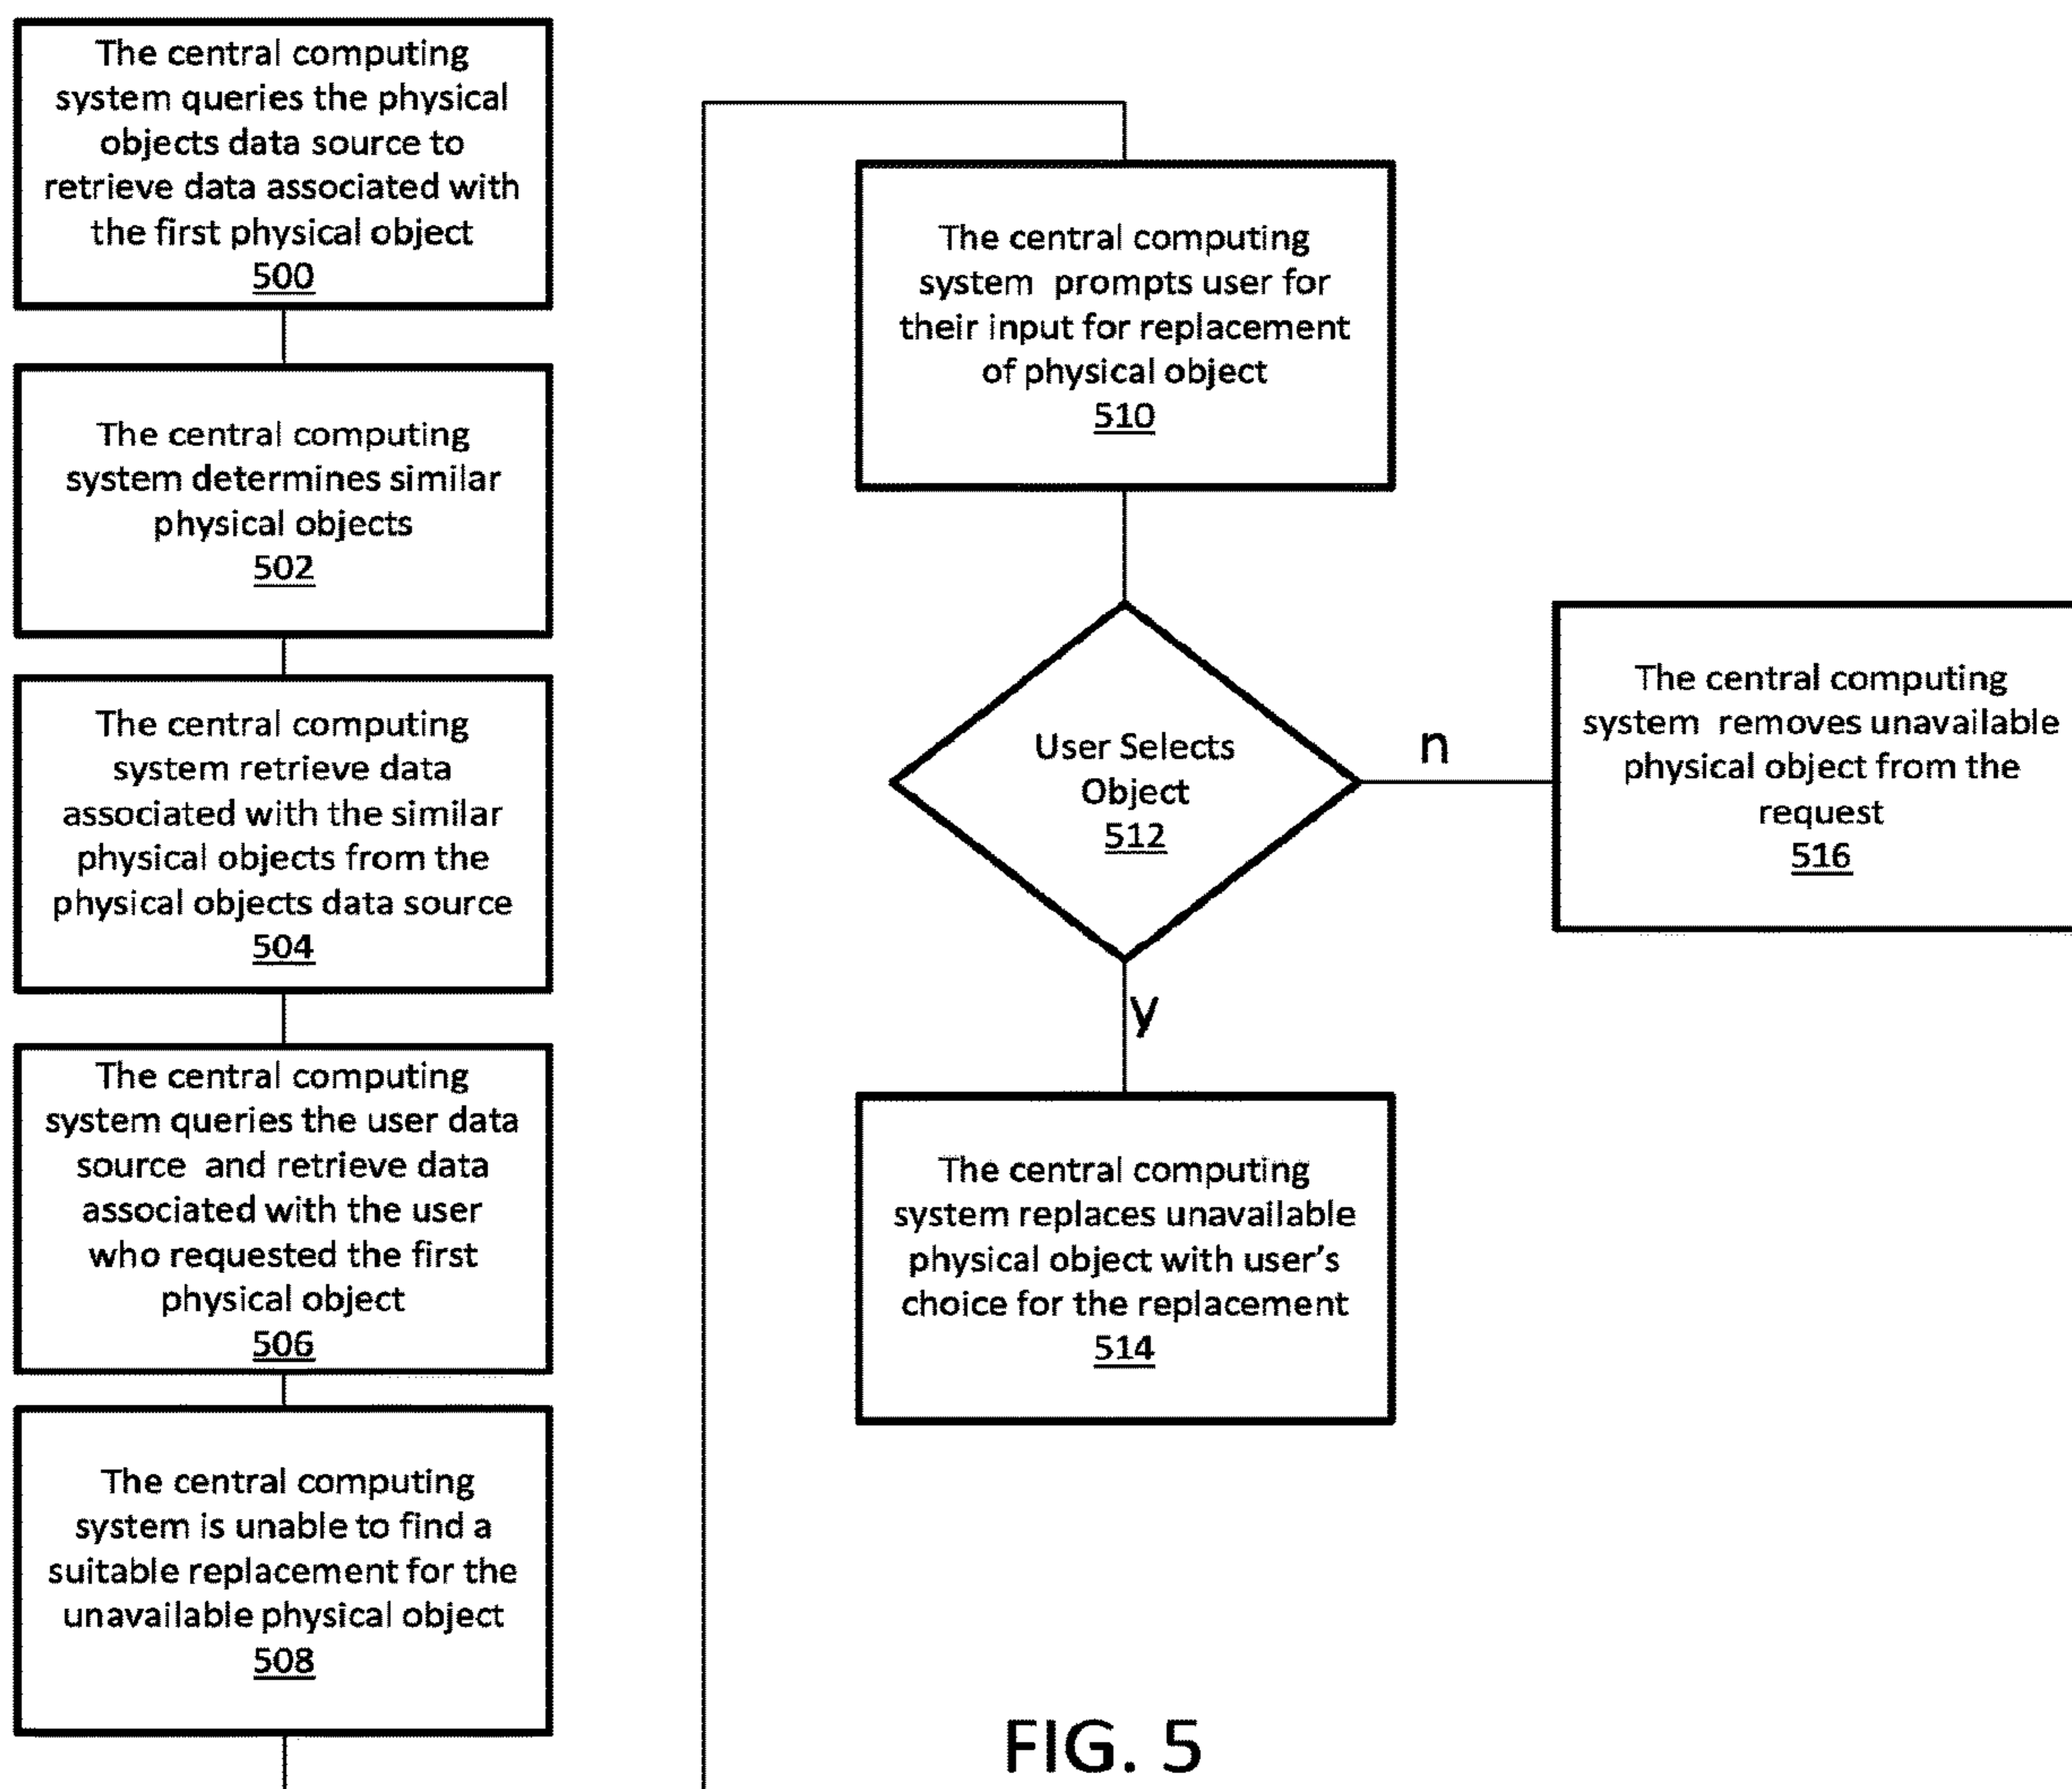 The central computing
system queries the physical
objects data source to
retrieve data associated with
the first physical object
500
The central computing
system determines similar
physical objects
502
The central computing
system retrieve data
associated with the similar
physical objects from the
physical objects data source
504
The central computing
system queries the user data
source and retrieve data
associated with the user
who requested the first
physical object
506
The central computing
system is unable to find a
suitable replacement for the
unavailable physical object
508
The central computing
system prompts user for
their input for replacement
of physical object
510
User Selects
Object
512
n
The central computing
system removes unavailable
physical object from the
request
516
y
The central computing
system replaces unavailable
physical object with user's
choice for the replacement
514
FIG. 5